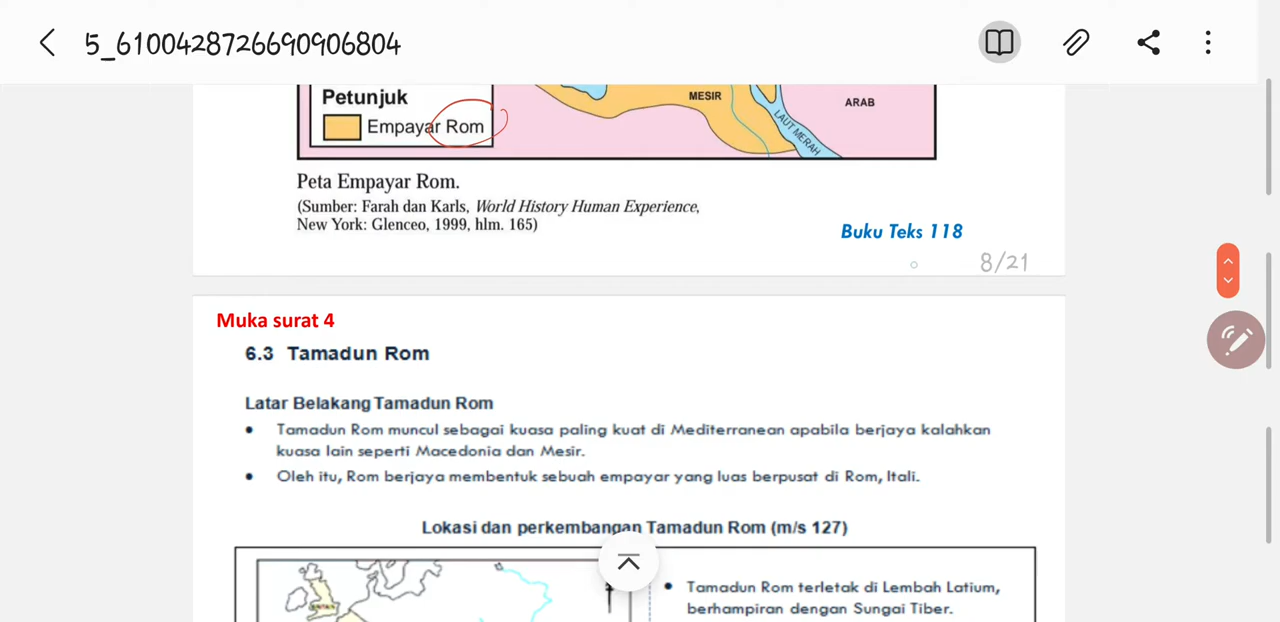 5_6100428726690906804
Petunjuk
Empayar Rom
MESIR
ARAB
LAUT MERAH
Peta Empayar Rom.
(Sumber: Farah dan Karls, World History Human Experience,
New York: Glenceo, 1999, hlm. 165)
Buku Teks 118
8/21
Muka surat 4
6.3 Tamadun Rom
Latar Belakang Tamadun Rom
• Tamadun Rom muncul sebagai kuasa paling kuat di Mediterranean apabila berjaya kalahkan
kuasa lain seperti Macedonia dan Mesir.
• Oleh itu, Rom berjaya membentuk sebuah empayar yang luas berpusat di Rom, Itali.
Lokasi dan perkembangan Tamadun Rom (m/s 127)
• Tamadun Rom terletak di Lembah Latium,
berhampiran dengan Sungai Tiber.